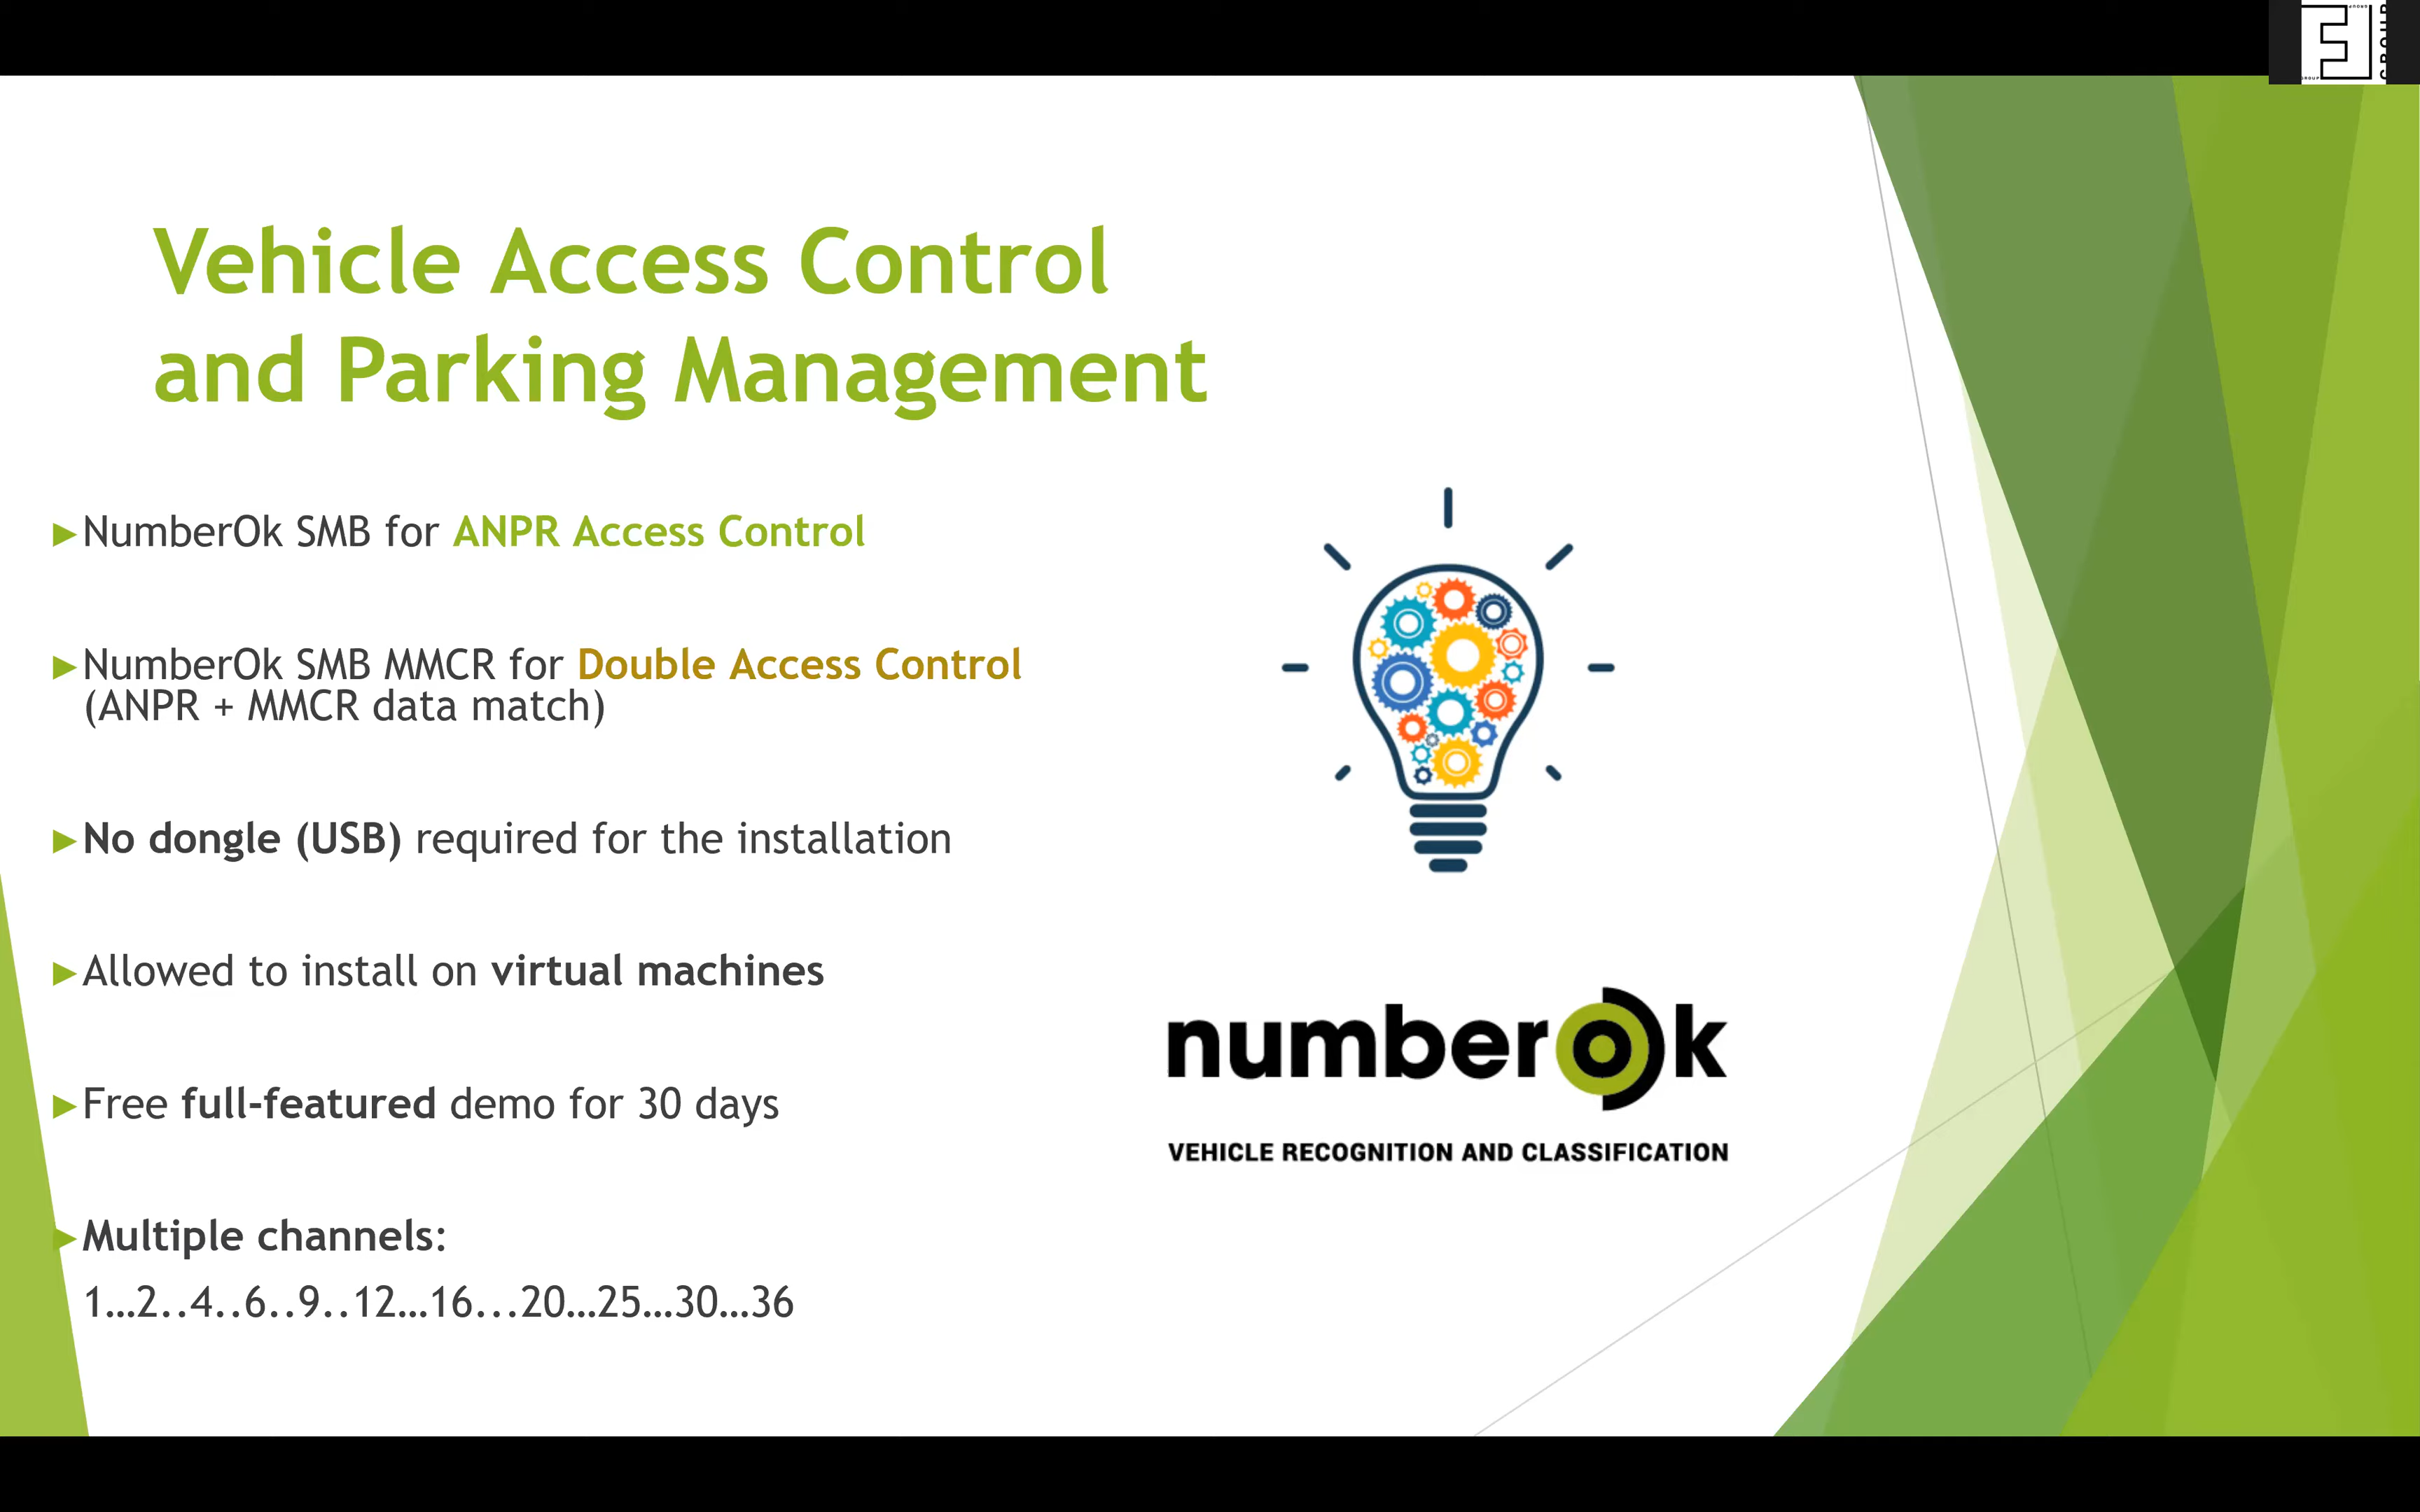 GROUP
Vehicle Access Control
and Parking Management
►NumberOk SMB for ANPR Access Control
►NumberOk SMB MMCR for Double Access Control
(ANPR + MMCR data match)
►No dongle (USB) required for the installation
►Allowed to install on virtual machines
►Free full-featured demo for 30 days
►Multiple channels:
1...2..4..6..9..12...16...20...25...30...36
numberOk
VEHICLE RECOGNITION AND CLASSIFICATION